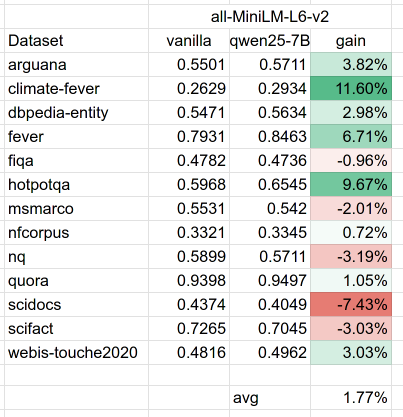 all-MiniLM-L6-v2
Dataset vanilla qwen25-7B gain
arguana 0.5501 0.5711 3.82%
climate-fever 0.2629 0.2934 11.60%
dbpedia-entity 0.5471 0.5634 2.98%
fever 0.7931 0.8463 6.71%
fiqa 0.4782 0.4736 -0.96%
hotpotqa 0.5968 0.6545 9.67%
msmarco 0.5531 0.542 -2.01%
nfcorpus 0.3321 0.3345 0.72%
nq 0.5899 0.5711 -3.19%
quora 0.9398 0.9497 1.05%
scidocs 0.4374 0.4049 -7.43%
scifact 0.7265 0.7045 -3.03%
webis-touche2020 0.4816 0.4962 3.03%
avg 1.77%